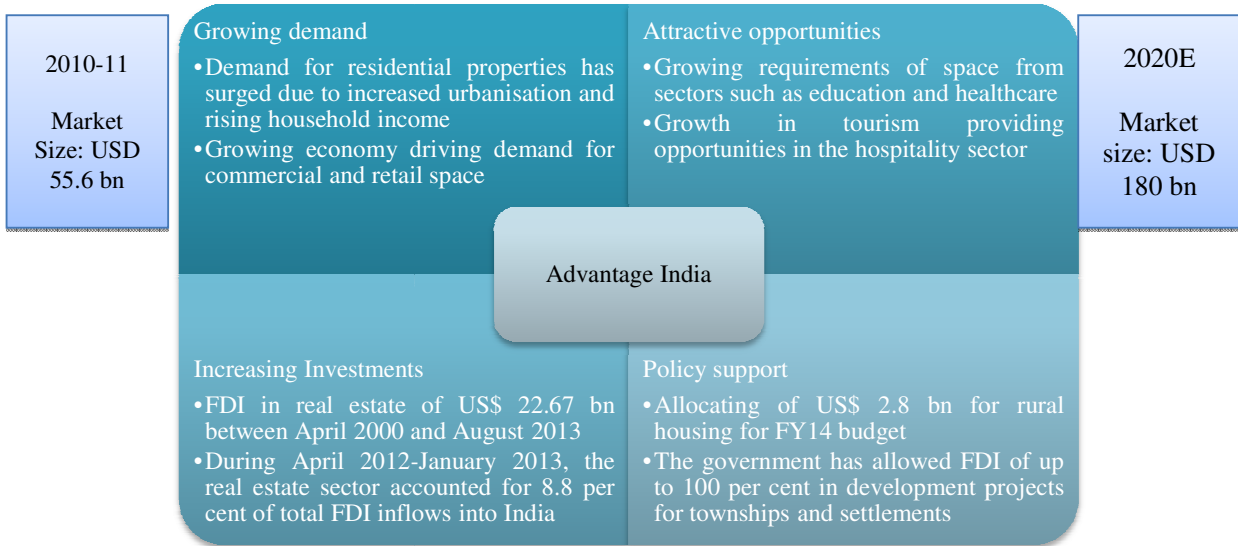 2010-11
Market
Size: USD
55.6 bn
Growing demand
•Demand for residential properties has
surged due to increased urbanisation and
rising household income
•Growing economy driving demand for
commercial and retail space
Attractive opportunities
•Growing requirements of space from
sectors such as education and healthcare
•Growth in tourism providing
opportunities in the hospitality sector
2020E
Market
size: USD
180 bn
Advantage India
Increasing Investments
•FDI in real estate of US$ 22.67 bn
between April 2000 and August 2013
•During April 2012-January 2013, the
real estate sector accounted for 8.8 per
cent of total FDI inflows into India
Policy support
•Allocating of US$ 2.8 bn for rural
housing for FY14 budget
•The government has allowed FDI of up
to 100 per cent in development projects
for townships and settlements